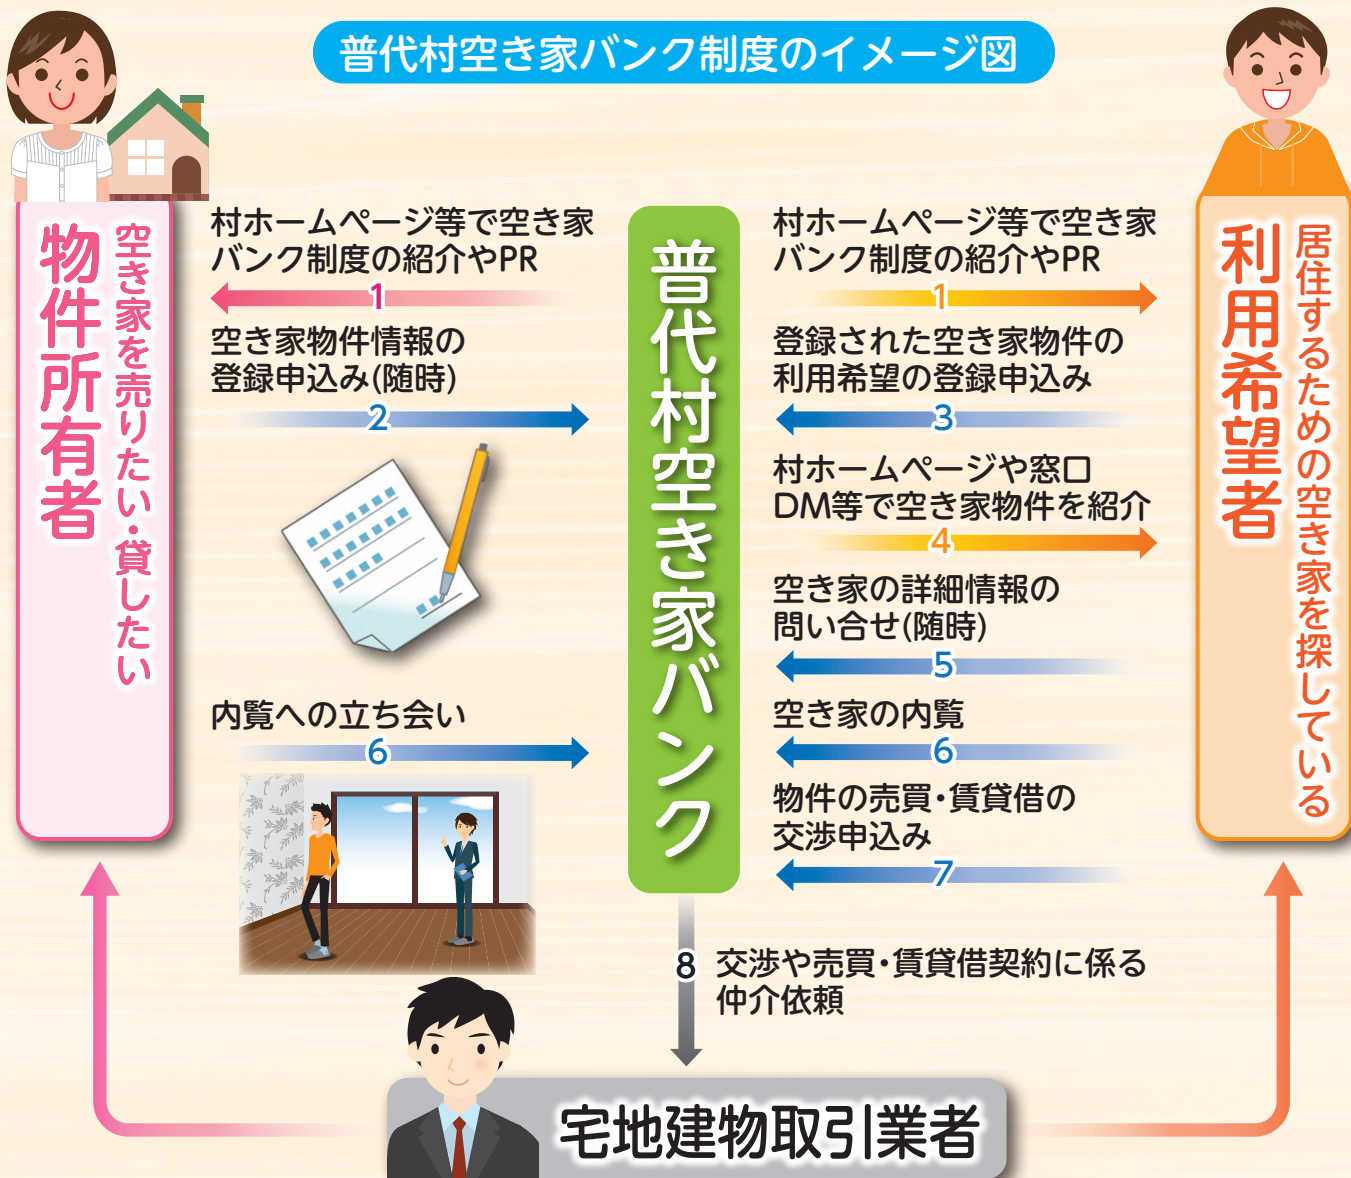 普代村空き家バンク制度のイメージ図
空き家を売りたい・貸したい
物件所有者
村ホームページ等で空き家
バンク制度の紹介やPR
1
空き家物件情報の
登録申込み(随時)
2
内覧への立ち会い
6
普代村空き家バンク
村ホームページ等で空き家
バンク制度の紹介やPR
1
登録された空き家物件の
利用希望の登録申込み
3
村ホームページや窓口
DM等で空き家物件を紹介
4
空き家の詳細情報の
問い合せ(随時)
5
空き家の内覧
6
物件の売買・賃貸借の
交渉申込み
7
居住するための空き家を探している
利用希望者
8
交渉や売買・賃貸借契約に係る
仲介依頼
宅地建物取引業者